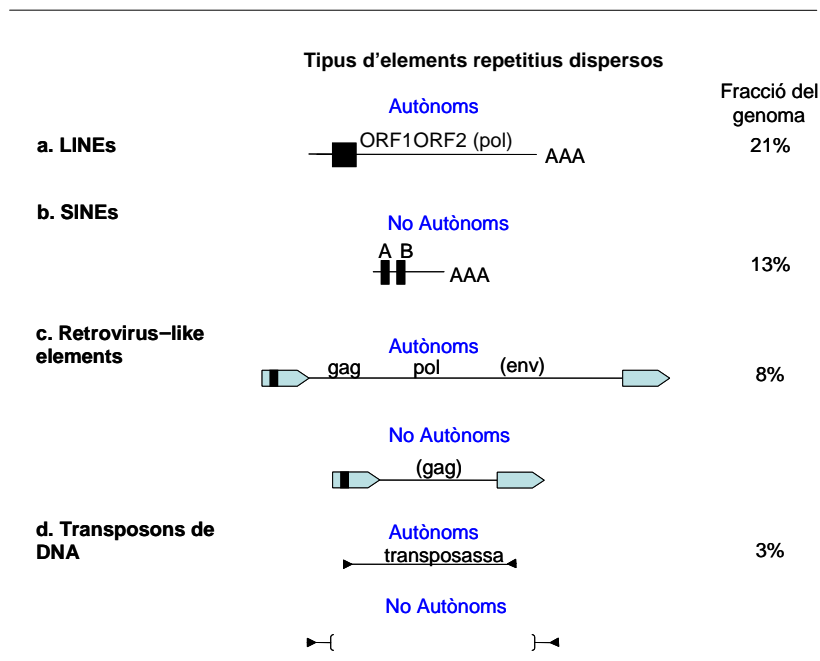 Tipus d'elements repetitius dispersos
Fracció del
genoma
Autònoms
a. LINEs
ORF1ORF2 (pol)
AAA
21%
b. SINEs
No Autònoms
A B
AAA
13%
c. Retrovirus−like
elements
Autònoms
gag pol (env)
8%
No Autònoms
(gag)
d. Transposons de
DNA
Autònoms
transposassa
3%
No Autònoms